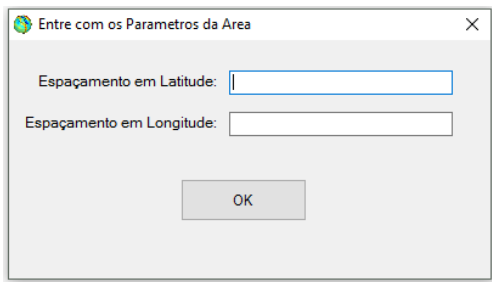 Entre com os Parametros da Area
Espaçamento em Latitude:
Espaçamento em Longitude:
OK